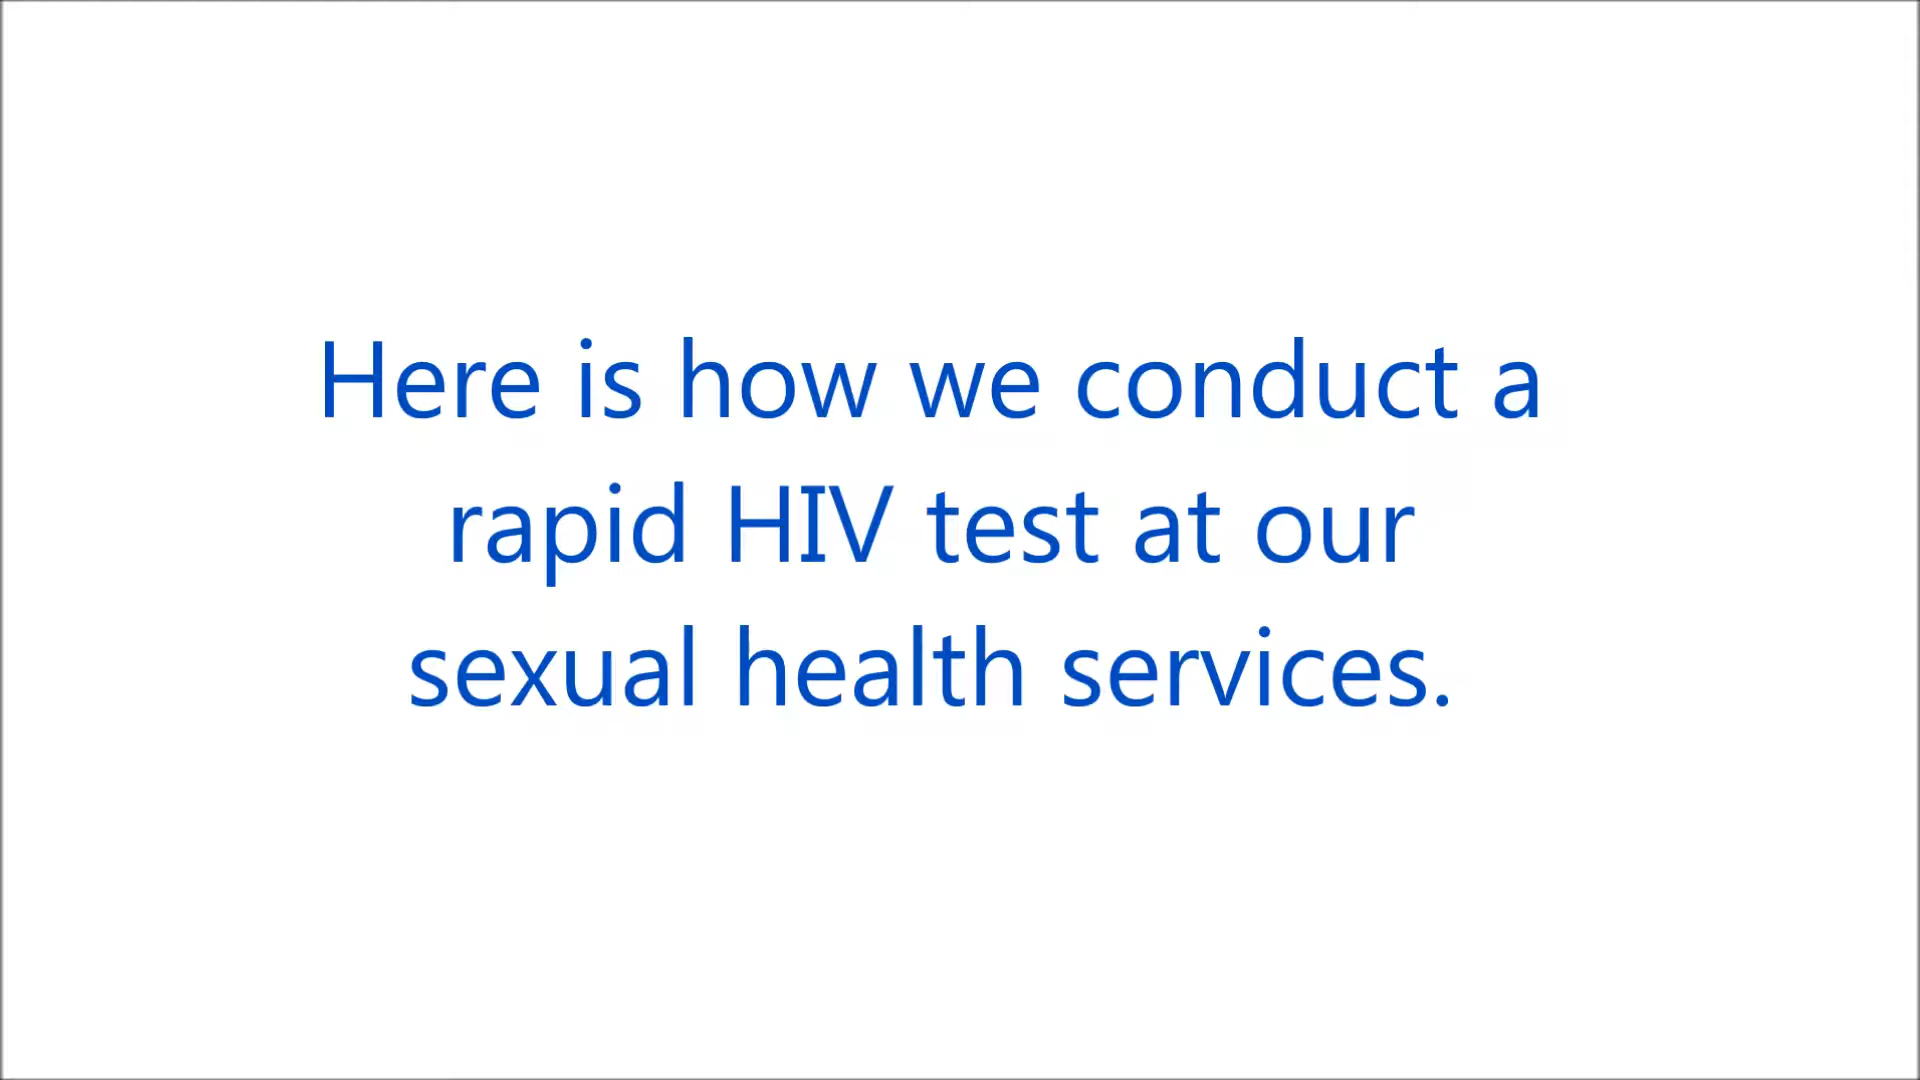 Here is how we conduct a
rapid HIV test at our
sexual health services.